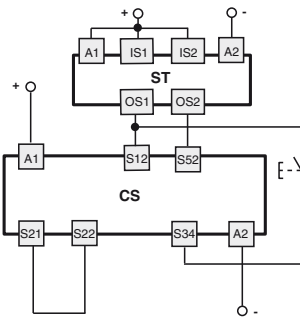 + -
A1 IS1 IS2 A2
ST
OS1 OS2
+
A1 S12 S52
CS
S21 S22 S34 A2
-